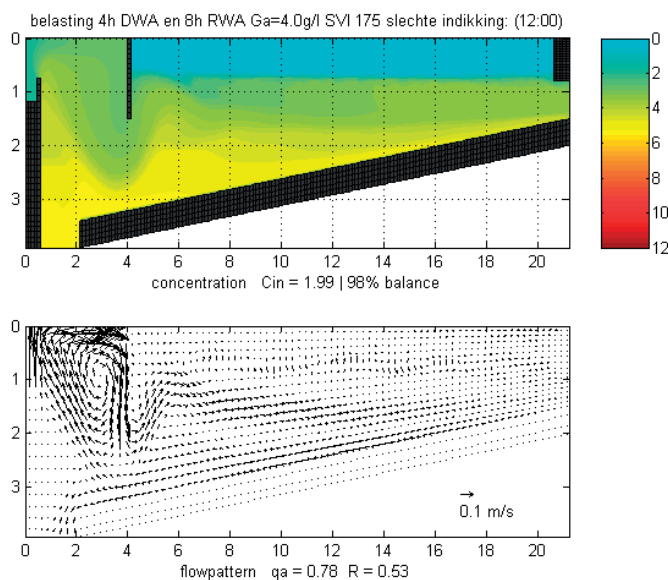 belasting 4h DWA en 8h RWA Ga=4.0g/l SVI 175 slechte indikking: (12:00)
0
1
2
3
0 2 4 6 8 10 12 14 16 18 20
concentration Cin = 1.99 | 98% balance
0
2
4
6
8
10
12
0
1
2
3
0.1 m/s
0 2 4 6 8 10 12 14 16 18 20
flowpattern qa = 0.78 R = 0.53